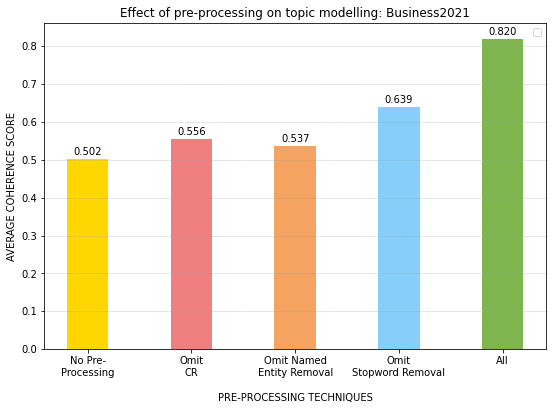 Effect of pre-processing on topic modelling: Business2021
AVERAGE COHERENCE SCORE
0.8
0.7
0.6
0.5
0.4
0.3
0.2
0.1
0.0
0.502
0.556
0.537
0.639
0.820
No Pre-
Processing
Omit
CR
Omit Named
Entity Removal
Omit
Stopword Removal
All
PRE-PROCESSING TECHNIQUES